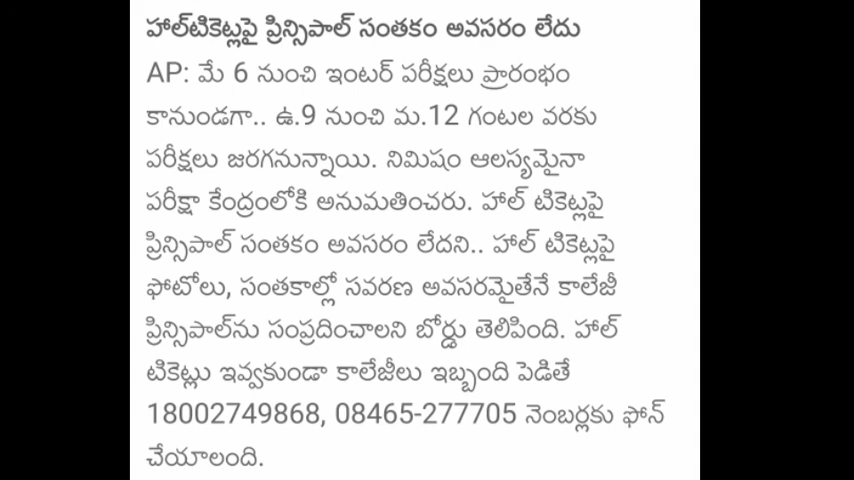 హాల్‌టికెట్లపై ప్రిన్సిపాల్ సంతకం అవసరం లేదు
AP: మే 6 నుంచి ఇంటర్ పరీక్షలు ప్రారంభం
కానుండగా.. ఉ.9 నుంచి మ.12 గంటల వరకు
పరీక్షలు జరగనున్నాయి. నిమిషం ఆలస్యమైనా
పరీక్షా కేంద్రంలోకి అనుమతించరు. హాల్ టికెట్లపై
ప్రిన్సిపాల్ సంతకం అవసరం లేదని.. హాల్ టికెట్లపై
ఫోటోలు, సంతకాల్లో సవరణ అవసరమైతేనే కాలేజీ
ప్రిన్సిపాల్‌ను సంప్రదించాలని బోర్డు తెలిపింది. హాల్
టికెట్లు ఇవ్వకుండా కాలేజీలు ఇబ్బంది పెడితే
18002749868, 08465-277705 నెంబర్లకు ఫోన్
చేయాలంది.